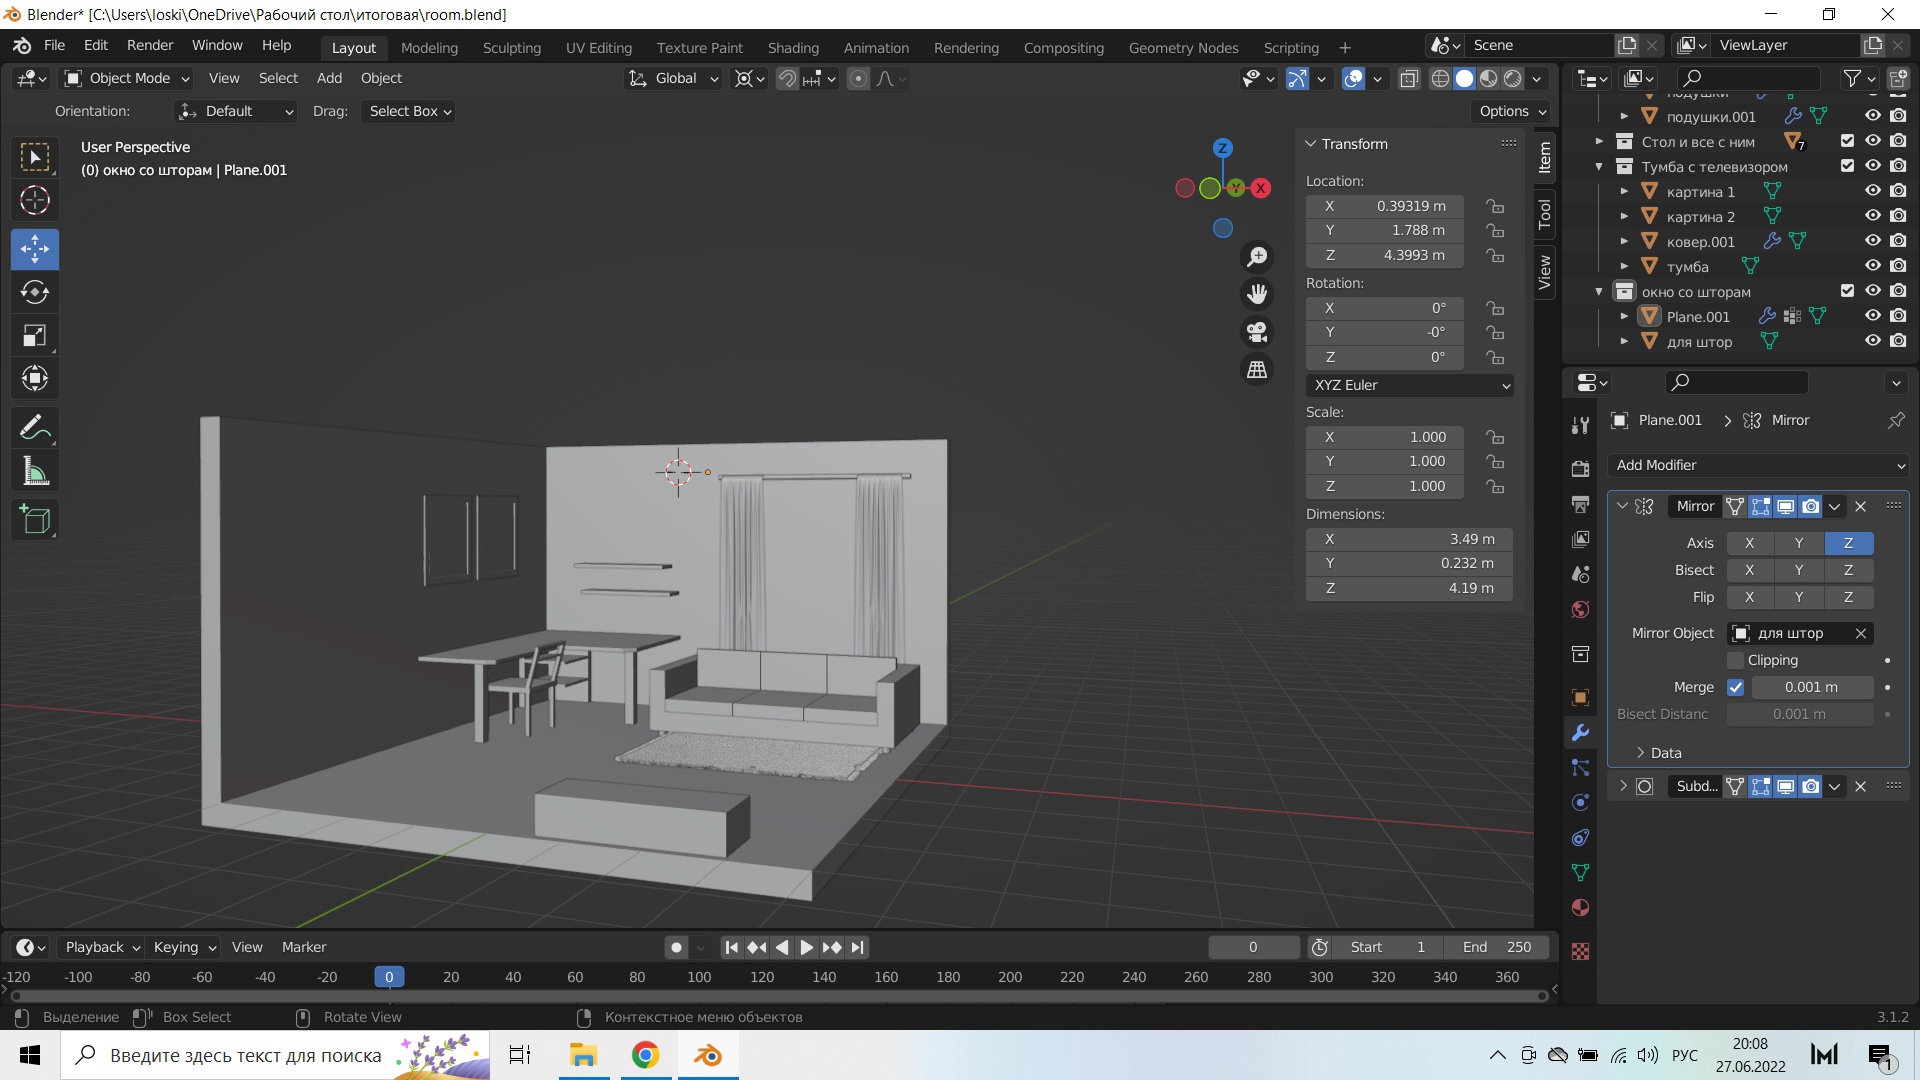 Blender* [C:\Users\loski\OneDrive\Рабочий стол\итоговая\room.blend]
File Edit Render Window Help
Layout Modeling Sculpting UV Editing Texture Paint Shading Animation Rendering Compositing Geometry Nodes Scripting +
Scene
ViewLayer
Object Mode View Select Add Object
Global
Orientation: Default Drag: Select Box
Options
User Perspective
(0) окно со шторам | Plane.001
Z
Y
X
Transform
Location:
X 0.39319 m
Y 1.788 m
Z 4.3993 m
Rotation:
X 0°
Y -0°
Z 0°
XYZ Euler
Scale:
X 1.000
Y 1.000
Z 1.000
Dimensions:
X 3.49 m
Y 0.232 m
Z 4.19 m
Item
Tool
View
подушки
подушки.001
Стол и все с ним 7
Тумба с телевизором
картина 1
картина 2
ковер.001
тумба
окно со шторам
Plane.001
для штор
Plane.001 > Mirror
Add Modifier
Mirror
Axis X Y Z
Bisect X Y Z
Flip X Y Z
Mirror Object для штор
Clipping
Merge 0.001 m
Bisect Distanc 0.001 m
Data
Subd...
Playback Keying View Marker
0 Start 1 End 250
-120 -100 -80 -60 -40 -20 0 20 40 60 80 100 120 140 160 180 200 220 240 260 280 300 320 340 360
Выделение Box Select Rotate View Контекстное меню объектов 3.1.2
Введите здесь текст для поиска
РУС
20:08
27.06.2022
1